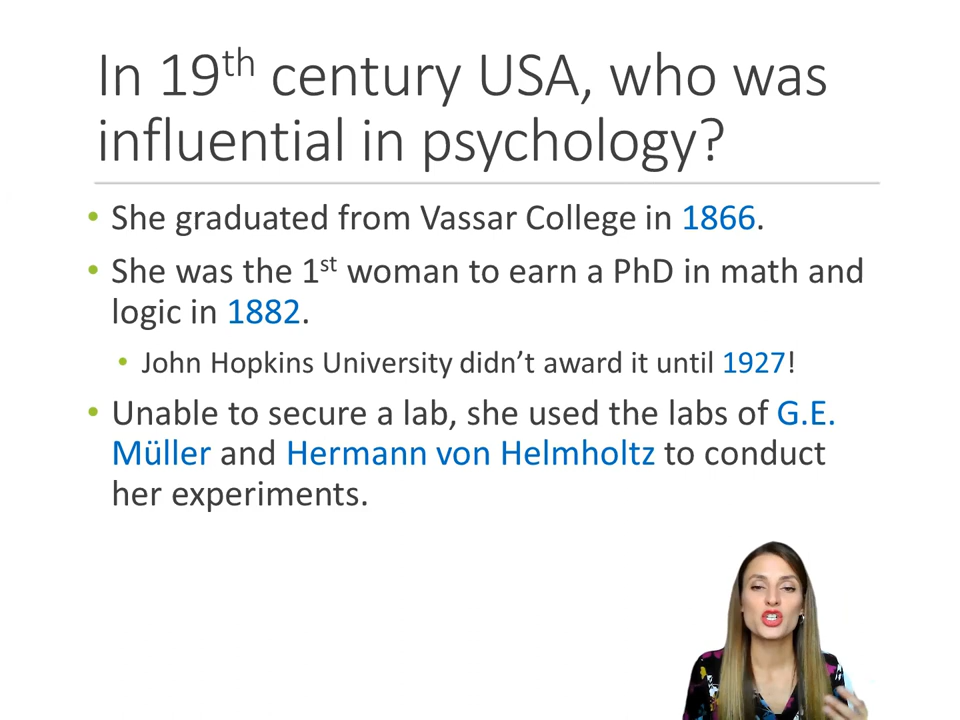 In 19th century USA, who was
influential in psychology?
• She graduated from Vassar College in 1866.
• She was the 1st woman to earn a PhD in math and
logic in 1882.
• John Hopkins University didn’t award it until 1927!
• Unable to secure a lab, she used the labs of G.E.
Müller and Hermann von Helmholtz to conduct
her experiments.